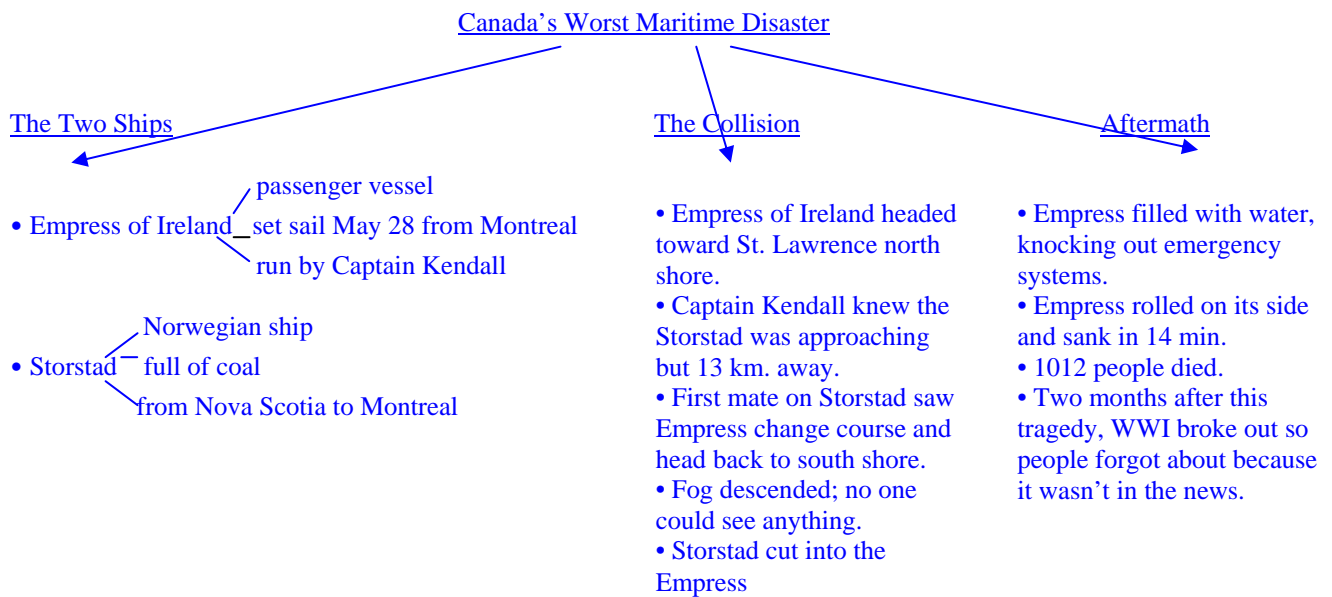 Canada’s Worst Maritime Disaster
The Two Ships
• Empress of Ireland
passenger vessel
set sail May 28 from Montreal
run by Captain Kendall
• Storstad
Norwegian ship
full of coal
from Nova Scotia to Montreal
The Collision
• Empress of Ireland headed
toward St. Lawrence north
shore.
• Captain Kendall knew the
Storstad was approaching
but 13 km. away.
• First mate on Storstad saw
Empress change course and
head back to south shore.
• Fog descended; no one
could see anything.
• Storstad cut into the
Empress
Aftermath
• Empress filled with water,
knocking out emergency
systems.
• Empress rolled on its side
and sank in 14 min.
• 1012 people died.
• Two months after this
tragedy, WWI broke out so
people forgot about because
it wasn’t in the news.